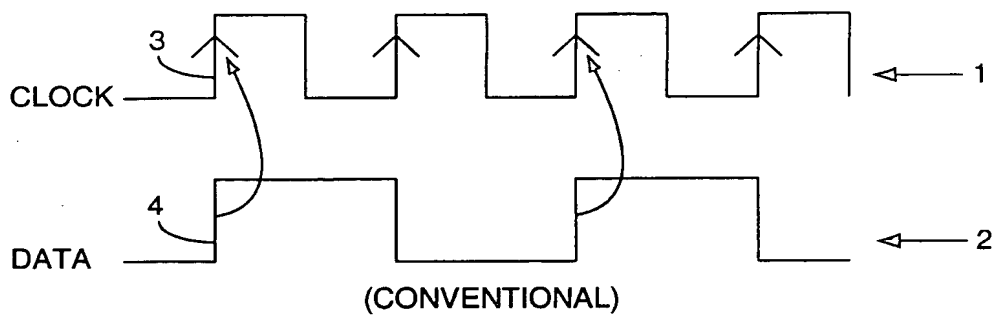 3
1
CLOCK
4
2
DATA
(CONVENTIONAL)